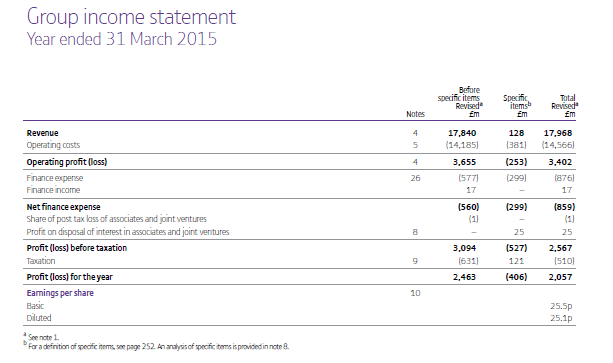 Group income statement
Year ended 31 March 2015
Before
specific items Specific Total
Revisedᵃ itemsᵇ Revisedᵃ
Notes £m £m £m
Revenue 4 17,840 128 17,968
Operating costs 5 (14,185) (381) (14,566)
Operating profit (loss) 4 3,655 (253) 3,402
Finance expense 26 (577) (299) (876)
Finance income 17 – 17
Net finance expense (560) (299) (859)
Share of post tax loss of associates and joint ventures (1) – (1)
Profit on disposal of interest in associates and joint ventures 8 – 25 25
Profit (loss) before taxation 3,094 (527) 2,567
Taxation 9 (631) 121 (510)
Profit (loss) for the year 2,463 (406) 2,057
Earnings per share 10
Basic 25.5p
Diluted 25.1p
ᵃ See note 1.
ᵇ For a definition of specific items, see page 252. An analysis of specific items is provided in note 8.